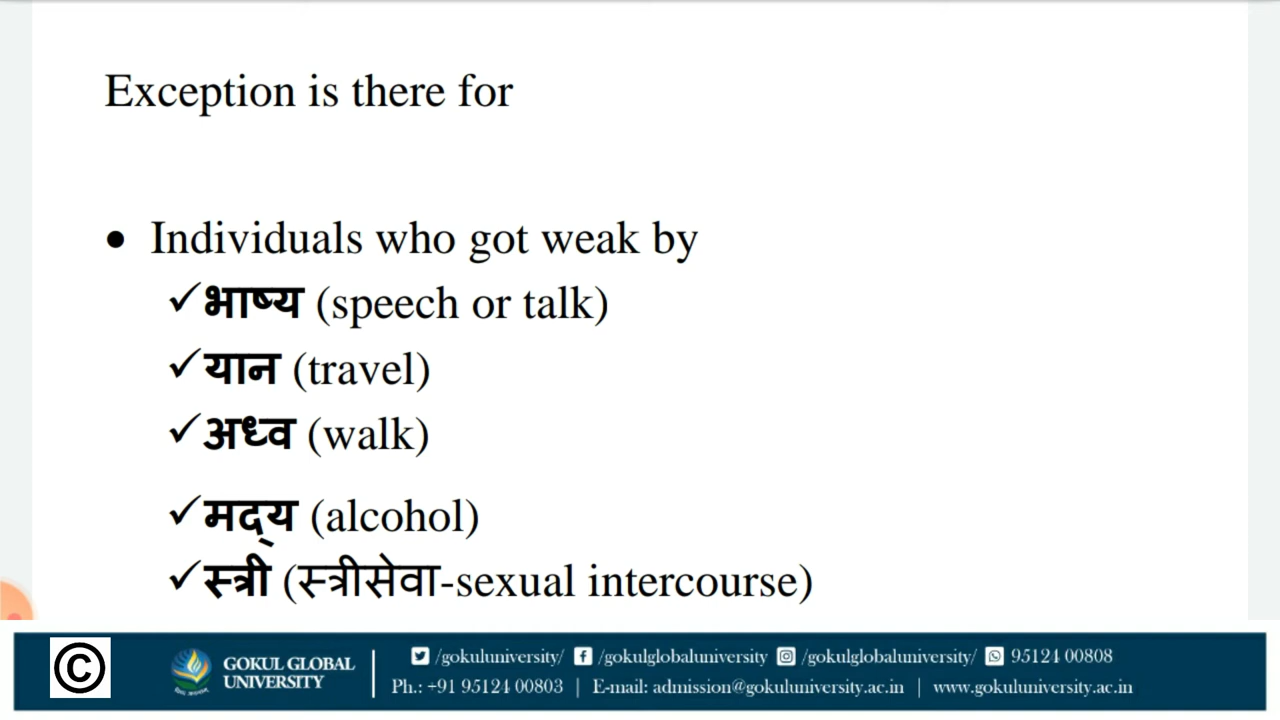 Exception is there for
• Individuals who got weak by
✓भाष्य (speech or talk)
✓यान (travel)
✓अध्व (walk)
✓मद्‍य (alcohol)
✓स्त्री (स्त्रीसेवा-sexual intercourse)
©
GOKUL GLOBAL
UNIVERSITY
/gokuluniversity/ /gokulglobaluniversity /gokulglobaluniversity/ 95124 00808
Ph.: +91 95124 00803 | E-mail: admission@gokuluniversity.ac.in | www.gokuluniversity.ac.in